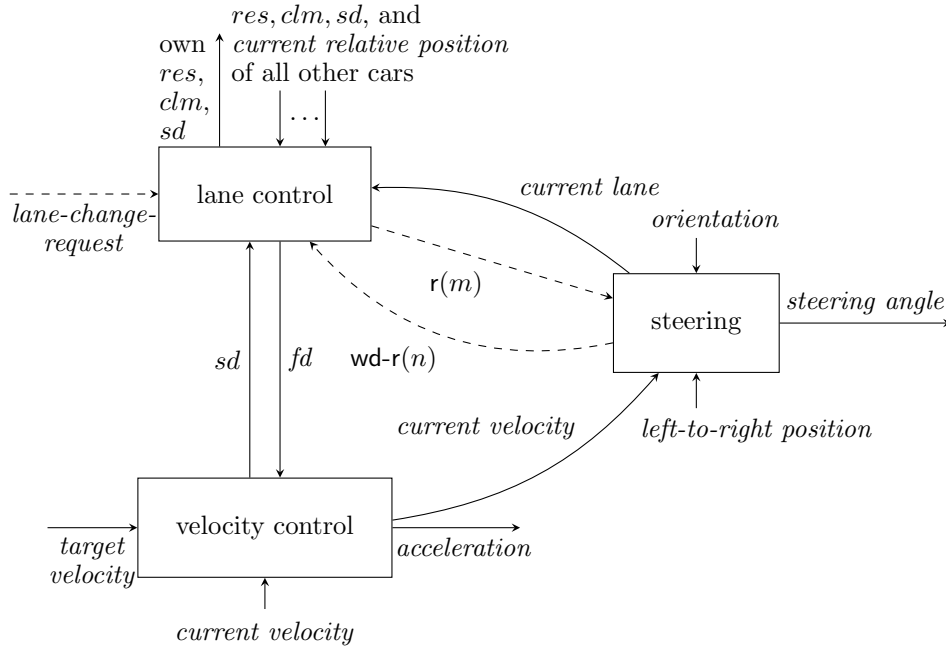 res, clm, sd, and
current relative position
of all other cars
own
res,
clm,
sd
...
lane control
lane-change-
request
current lane
orientation
r(m)
steering
steering angle
sd
fd
wd-r(n)
current velocity
left-to-right position
velocity control
target
velocity
acceleration
current velocity